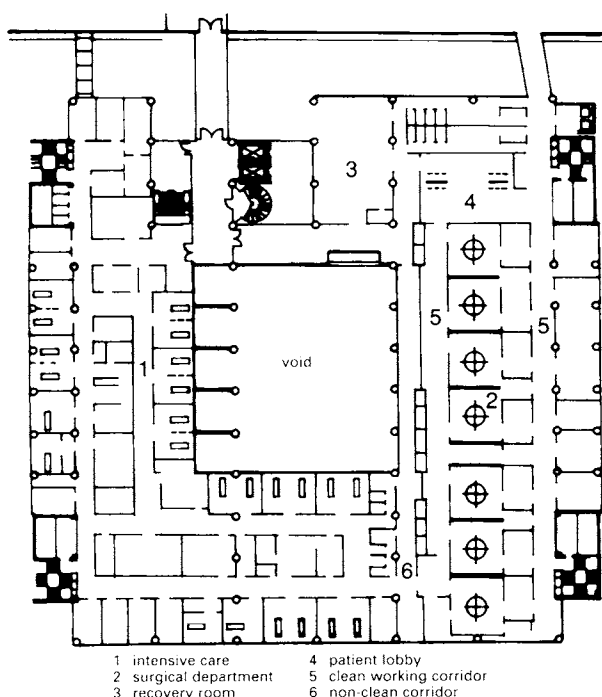 3
4
5
5
1
void
2
6
1 intensive care
2 surgical department
3 recovery room
4 patient lobby
5 clean working corridor
6 non-clean corridor